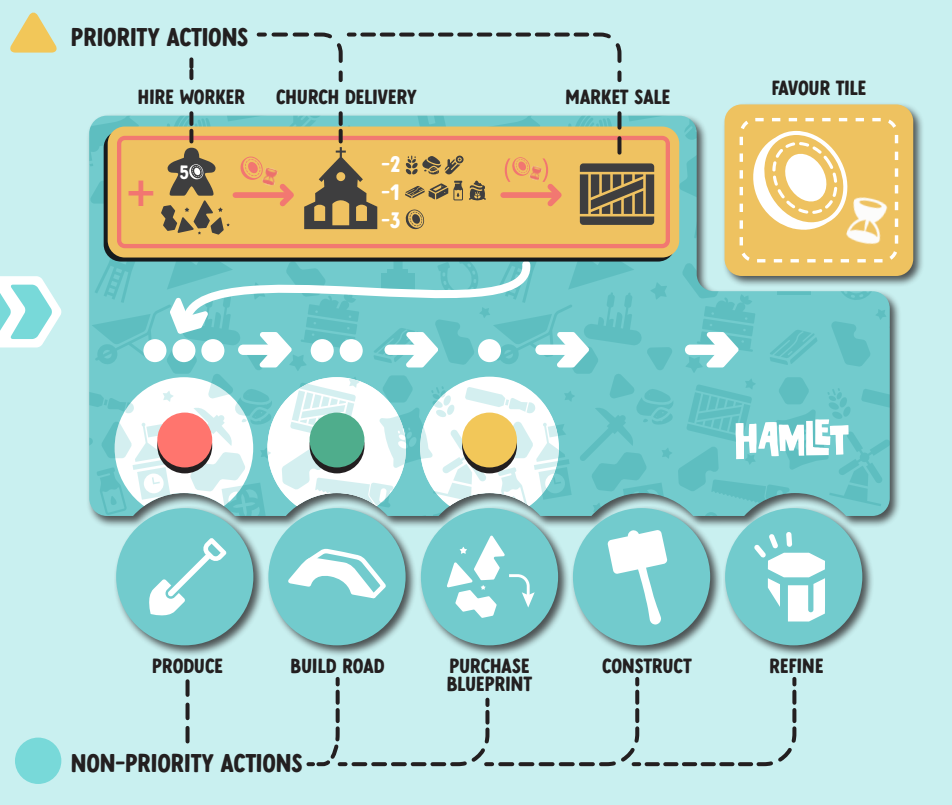 PRIORITY ACTIONS
HIRE WORKER
CHURCH DELIVERY
MARKET SALE
FAVOUR TILE
+
5
-2
-1
-3
( )
HAMLET
PRODUCE
BUILD ROAD
PURCHASE
BLUEPRINT
CONSTRUCT
REFINE
NON-PRIORITY ACTIONS